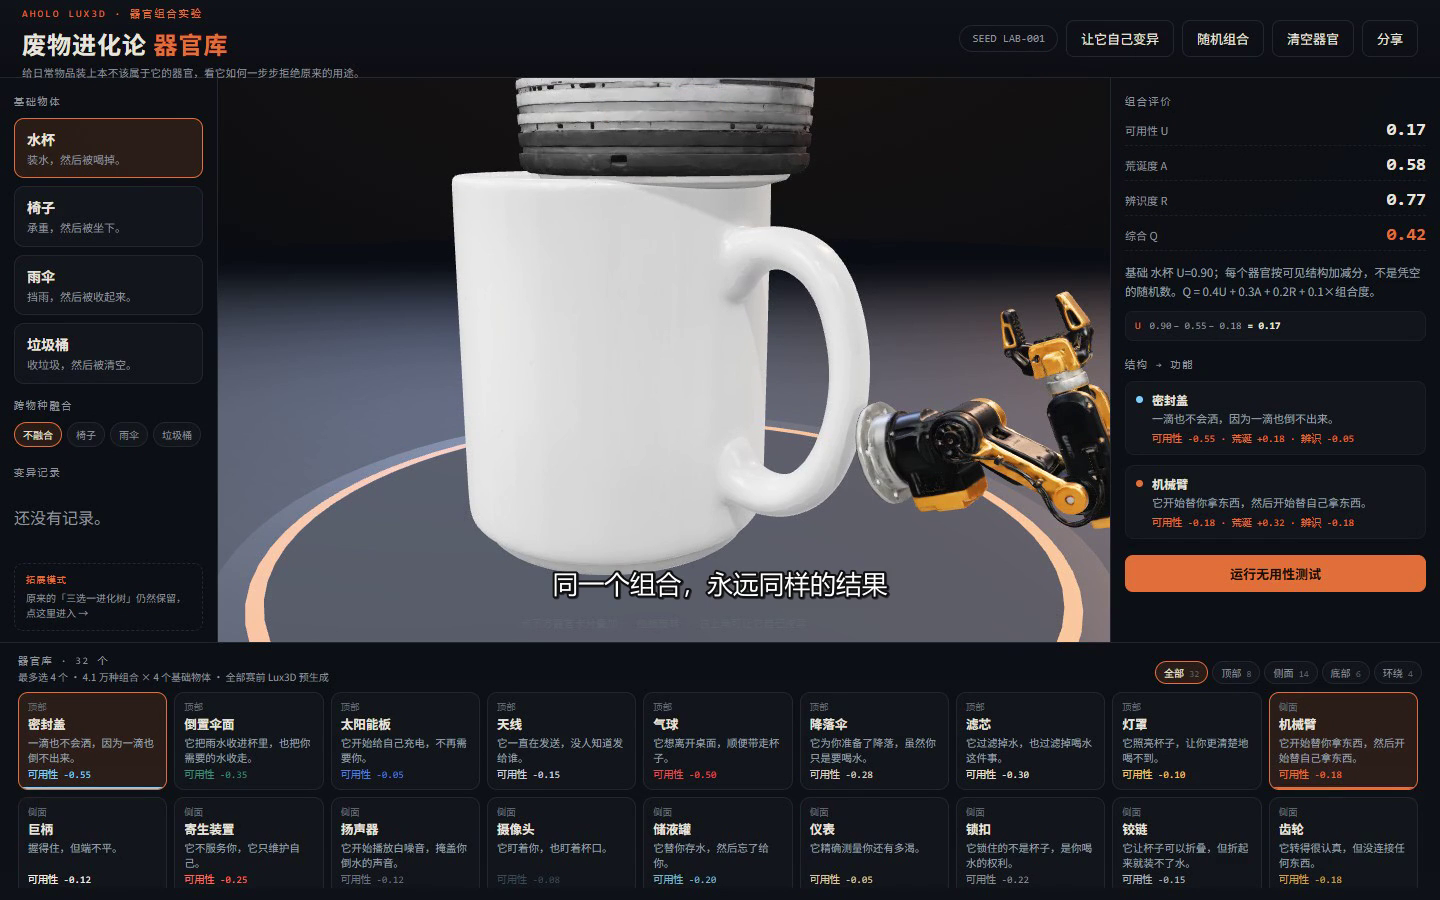 AHOLO LUX3D · 器官组合实验
废物进化论 器官库
给日常物品装上本不该属于它的器官，看它如何一步步拒绝原来的用途。
SEED LAB-001
让它自己变异
随机组合
清空器官
分享
基础物体
水杯
装水，然后被喝掉。
椅子
承重，然后被坐下。
雨伞
挡雨，然后被收起来。
垃圾桶
收垃圾，然后被清空。
跨物种融合
不融合 椅子 雨伞 垃圾桶
变异记录
还没有记录。
拓展模式
原来的「三选一进化树」仍然保留，
点这里进入 →
同一个组合，永远同样的结果
组合评价
可用性 U 0.17
荒诞度 A 0.58
辨识度 R 0.77
综合 Q 0.42
基础 水杯 U=0.90；每个器官按可见结构加减分，不是凭空
的随机数。Q = 0.4U + 0.3A + 0.2R + 0.1×组合度。
U 0.90 − 0.55 − 0.18 = 0.17
结构 → 功能
密封盖
一滴也不会洒，因为一滴也倒不出来。
可用性 -0.55 · 荒诞 +0.18 · 辨识 -0.05
机械臂
它开始替你拿东西，然后开始替自己拿东西。
可用性 -0.18 · 荒诞 +0.32 · 辨识 -0.18
运行无用性测试
器官库 · 32 个
最多选 4 个 · 4.1 万种组合 × 4 个基础物体 · 全部赛前 Lux3D 预生成
全部 32 顶部 8 侧面 14 底部 6 环绕 4
顶部
密封盖
一滴也不会洒，因为一滴也
倒不出来。
可用性 -0.55
顶部
倒置伞面
它把雨水收进杯里，也把你
需要的水收走。
可用性 -0.35
顶部
太阳能板
它开始给自己充电，不再需
要你。
可用性 -0.05
顶部
天线
它一直在发送，没人知道发
给谁。
可用性 -0.15
顶部
气球
它想离开桌面，顺便带走杯
子。
可用性 -0.50
顶部
降落伞
它为你准备了降落，虽然你
只是要喝水。
可用性 -0.28
顶部
滤芯
它过滤掉水，也过滤掉喝水
这件事。
可用性 -0.30
顶部
灯罩
它照亮杯子，让你更清楚地
喝不到。
可用性 -0.10
侧面
机械臂
它开始替你拿东西，然后开
始替自己拿东西。
可用性 -0.18
侧面
巨柄
握得住，但端不平。
可用性 -0.12
侧面
寄生装置
它不服务你，它只维护自
己。
可用性 -0.25
侧面
扬声器
它开始播放白噪音，掩盖你
倒水的声音。
可用性 -0.12
侧面
摄像头
它盯着你，也盯着杯口。
可用性 -0.08
侧面
储液罐
它替你存水，然后忘了给
你。
可用性 -0.20
侧面
仪表
它精确测量你还有多渴。
可用性 -0.05
侧面
锁扣
它锁住的不是杯子，是你喝
水的权利。
可用性 -0.22
侧面
铰链
它让杯子可以折叠，但折起
来就装不了水。
可用性 -0.15
侧面
齿轮
它转得很认真，但没连接任
何东西。
可用性 -0.18